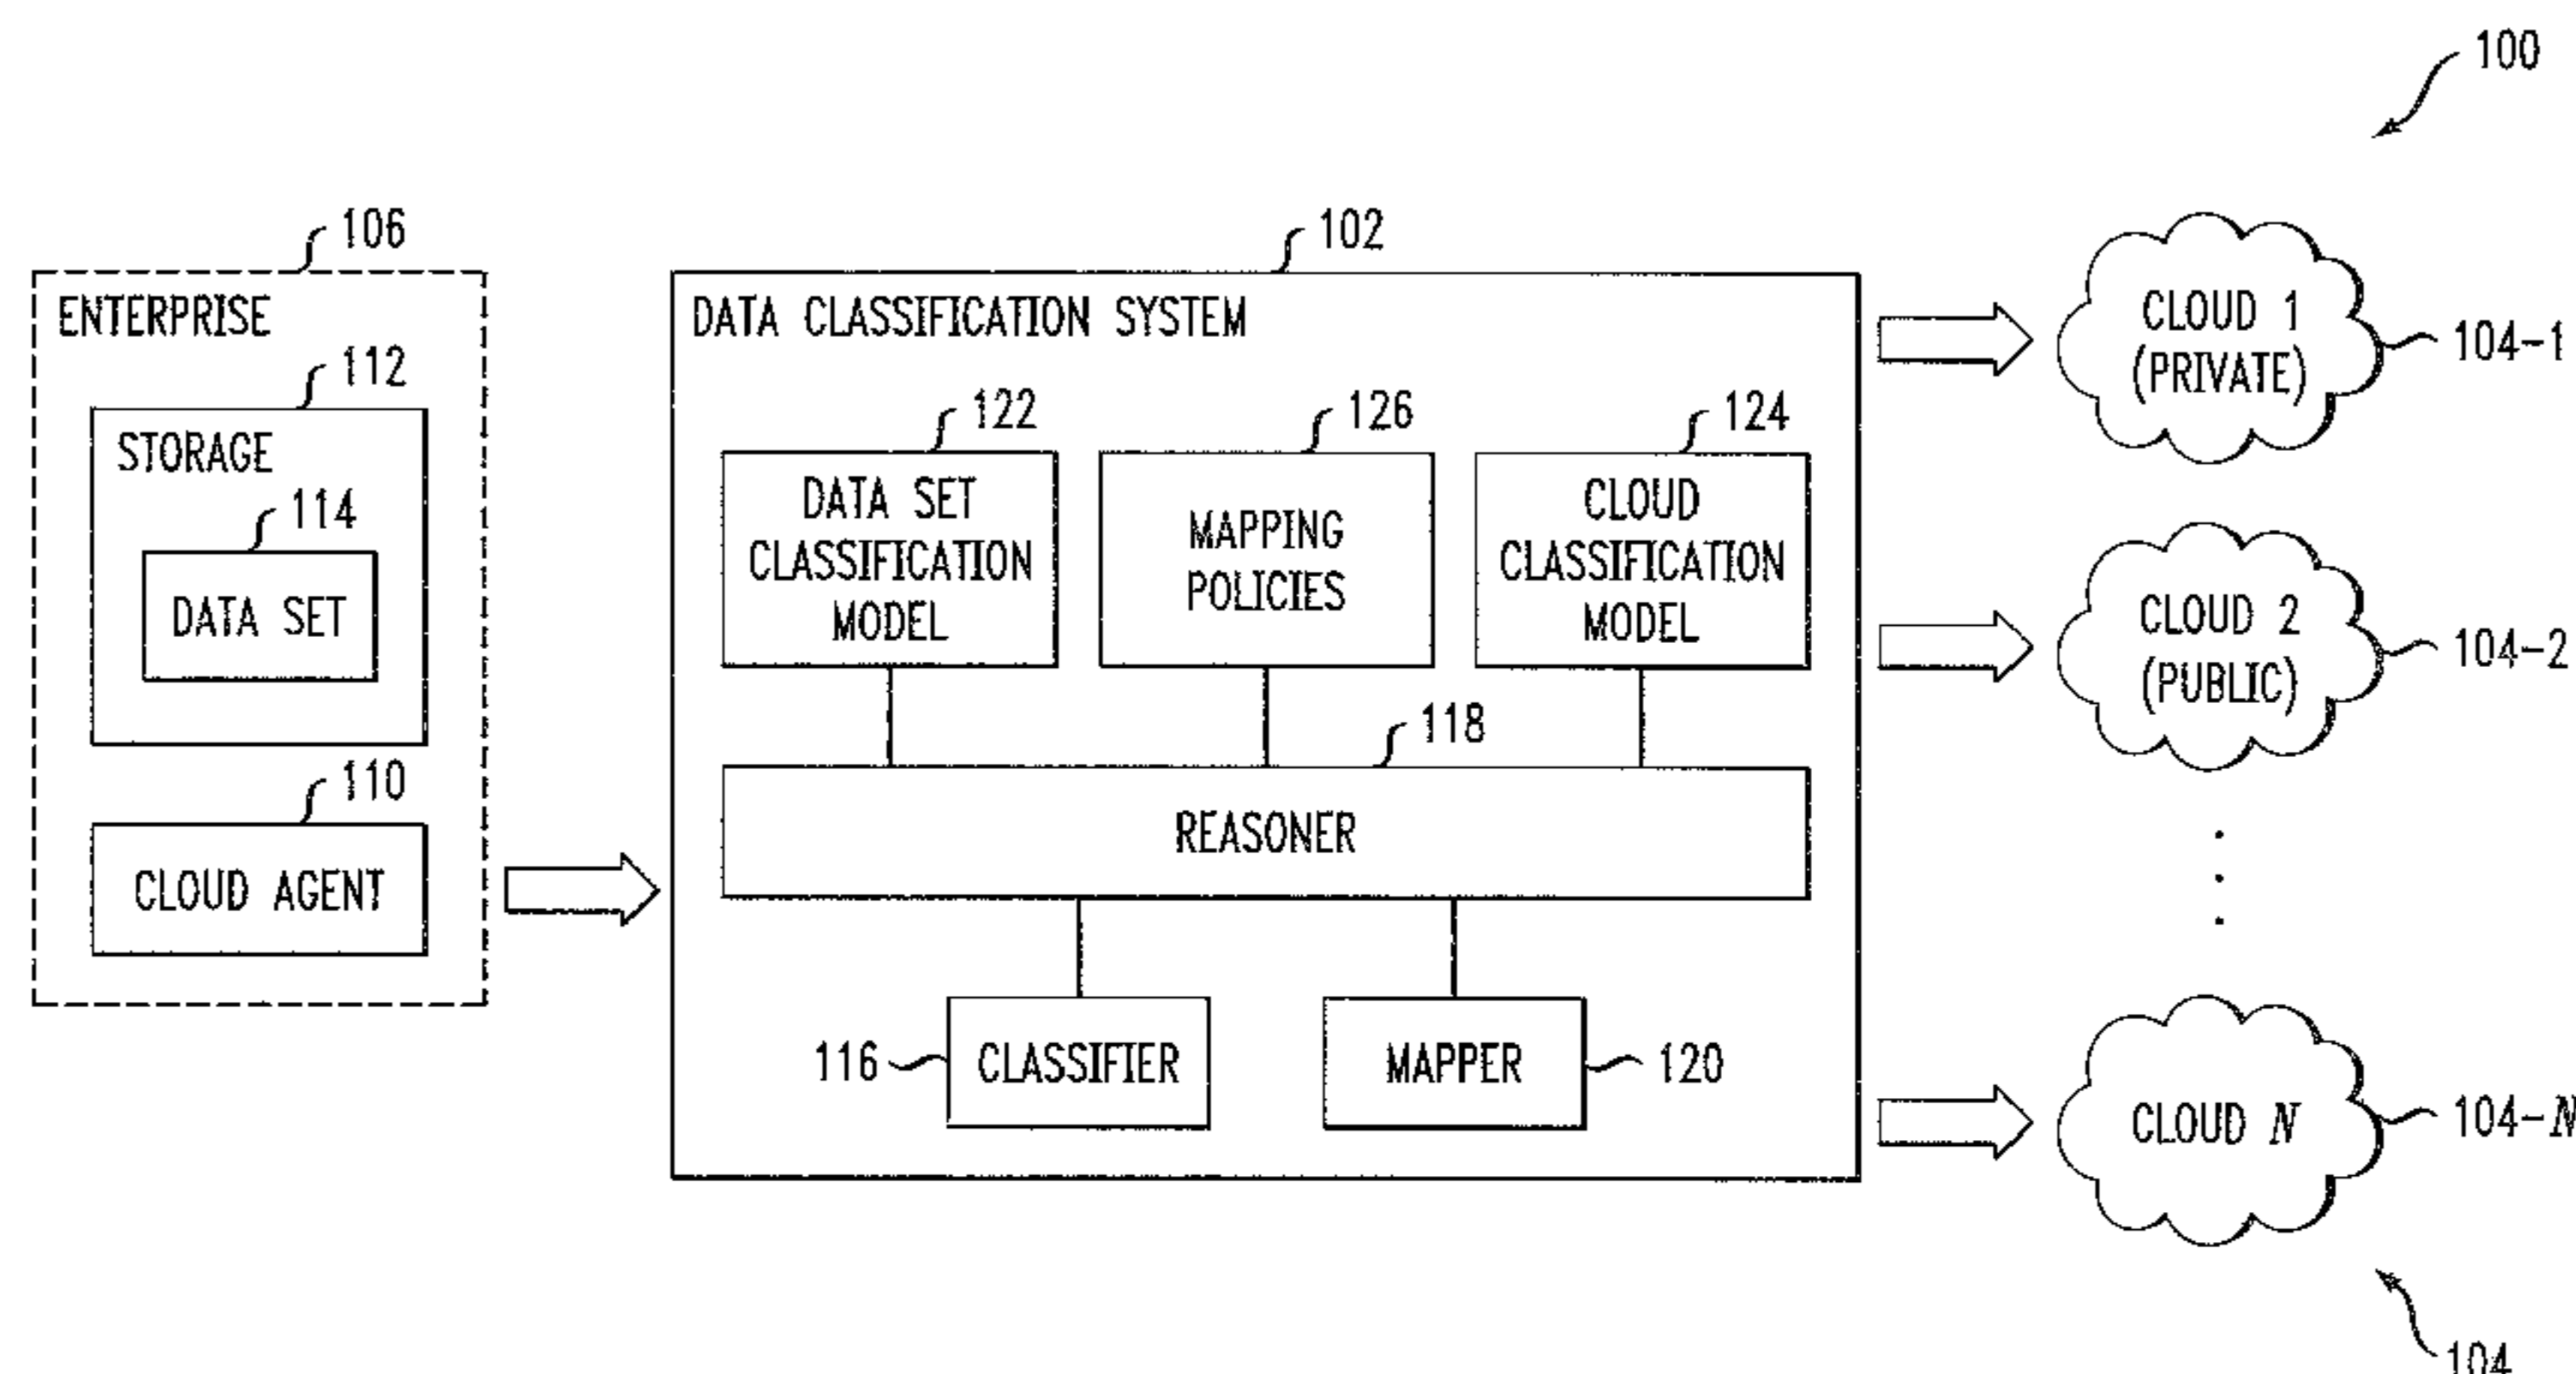 100
106
ENTERPRISE
112
STORAGE
114
DATA SET
110
CLOUD AGENT
102
DATA CLASSIFICATION SYSTEM
122
DATA SET
CLASSIFICATION
MODEL
126
MAPPING
POLICIES
124
CLOUD
CLASSIFICATION
MODEL
118
REASONER
116
CLASSIFIER
MAPPER
120
CLOUD 1
(PRIVATE)
104-1
CLOUD 2
(PUBLIC)
104-2
CLOUD N
104-N
104